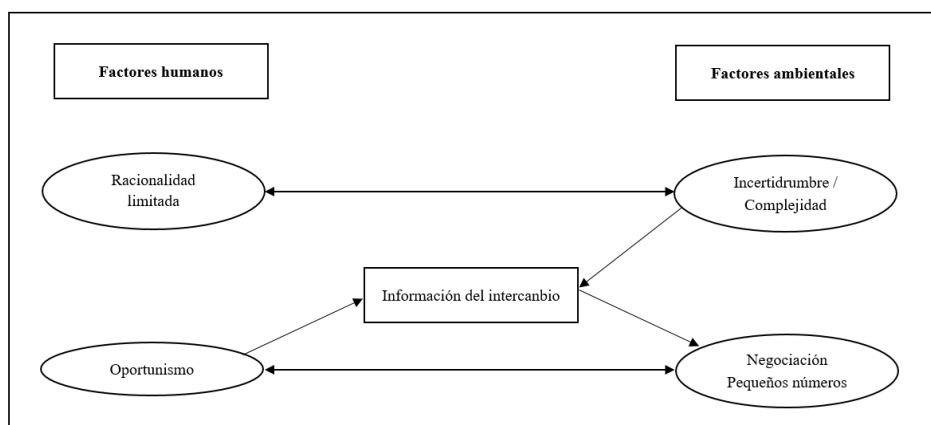 Factores humanos
Factores ambientales
Racionalidad
limitada
Incertidrumbre /
Complejidad
Información del intercanbio
Oportunismo
Negociación
Pequeños números